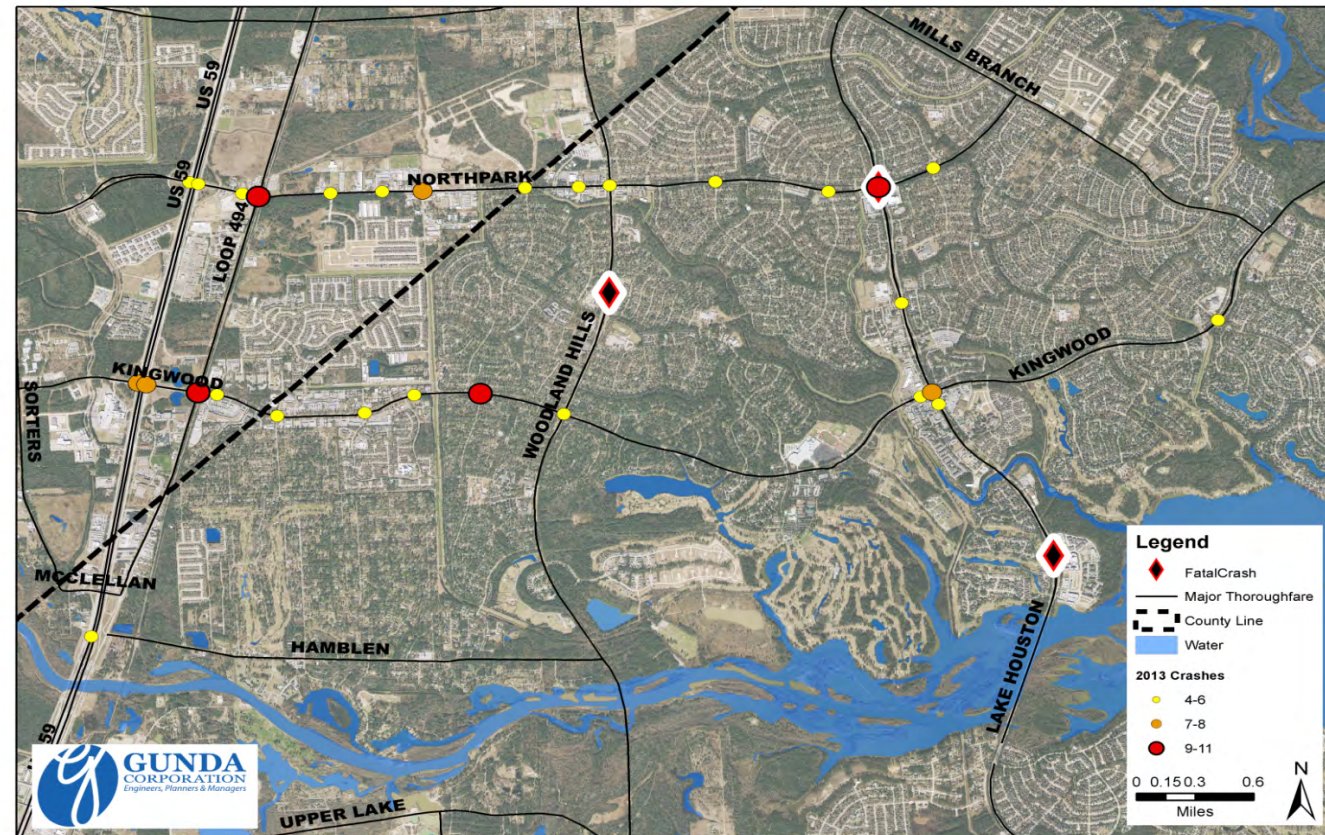 MILLS BRANCH
US 59
NORTHPARK
US 59
LOOP 494
KINGWOOD
WOODLAND HILLS
KINGWOOD
SORTERS
MCCLELLAN
HAMBLEN
LAKE HOUSTON
59
UPPER LAKE
GUNDA
CORPORATION
Engineers, Planners & Managers
Legend
FatalCrash
Major Thoroughfare
County Line
Water
2013 Crashes
4-6
7-8
9-11
0 0.15 0.3 0.6
Miles
N